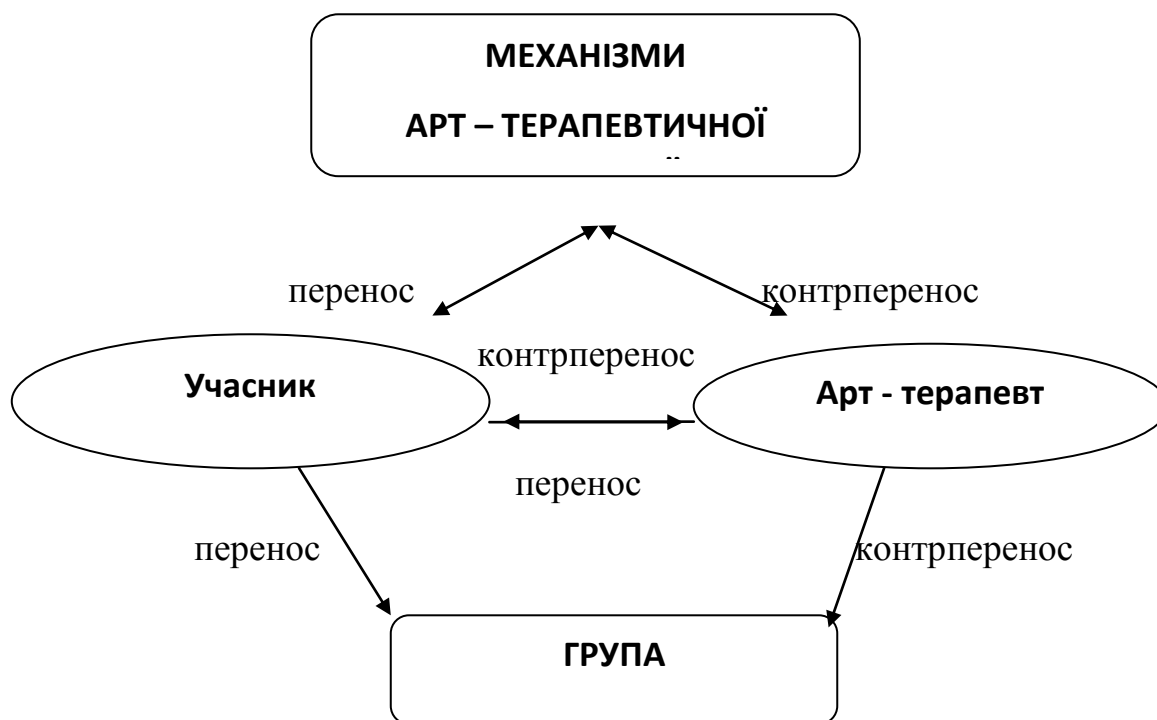 МЕХАНІЗМИ
АРТ – ТЕРАПЕВТИЧНОЇ
перенос
контрперенос
контрперенос
Учасник
Арт - терапевт
перенос
перенос
контрперенос
ГРУПА